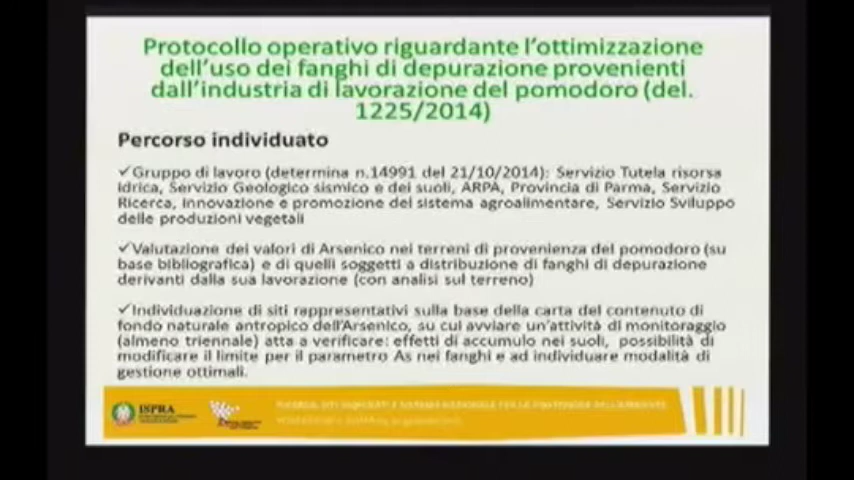 Protocollo operativo riguardante l'ottimizzazione
dell'uso dei fanghi di depurazione provenienti
dall'industria di lavorazione del pomodoro (del.
1225/2014)
Percorso individuato
✓Gruppo di lavoro (determina n.14991 del 21/10/2014): Servizio Tutela risorsa
Idrica, Servizio Geologico sismico e dei suoli, ARPA, Provincia di Parma, Servizio
Ricerca, innovazione e promozione del sistema agroalimentare, Servizio Sviluppo
delle produzioni vegetali
✓Valutazione dei valori di Arsenico nei terreni di provenienza del pomodoro (su
base bibliografica) e di quelli soggetti a distribuzione di fanghi di depurazione
derivanti dalla sua lavorazione (con analisi sul terreno)
✓Individuazione di siti rappresentativi sulla base della carta del contenuto di
fondo naturale antropico dell'Arsenico, su cui avviare un'attività di monitoraggio
(almeno triennale) atta a verificare: effetti di accumulo nei suoli, possibilità di
modificare il limite per il parametro As nei fanghi e ad individuare modalità di
gestione ottimali.
ISPRA